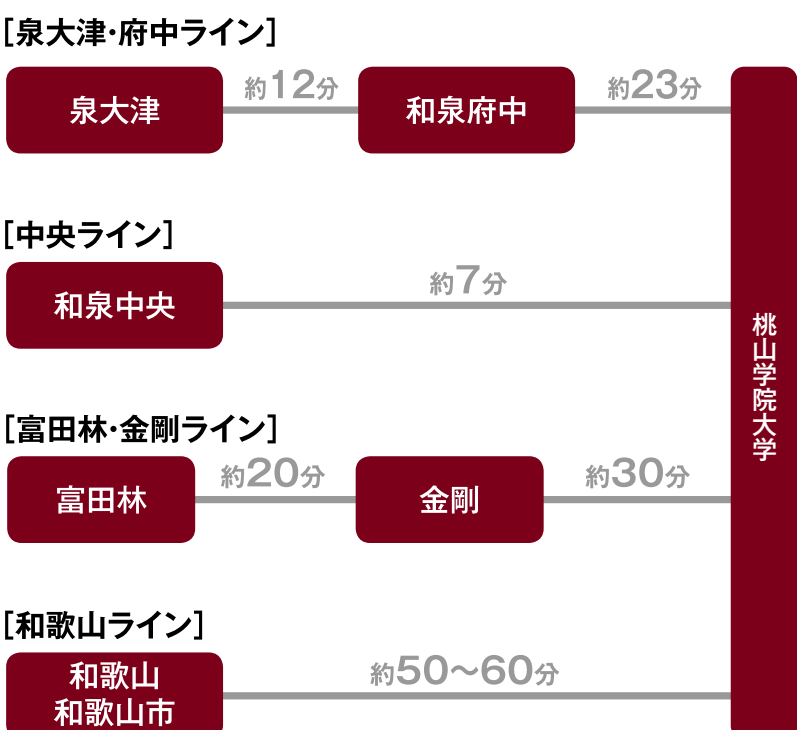 [泉大津・府中ライン]
泉大津
約12分
和泉府中
約23分
[中央ライン]
和泉中央
約7分
桃山学院大学
[富田林・金剛ライン]
富田林
約20分
金剛
約30分
[和歌山ライン]
和歌山
和歌山市
約50〜60分